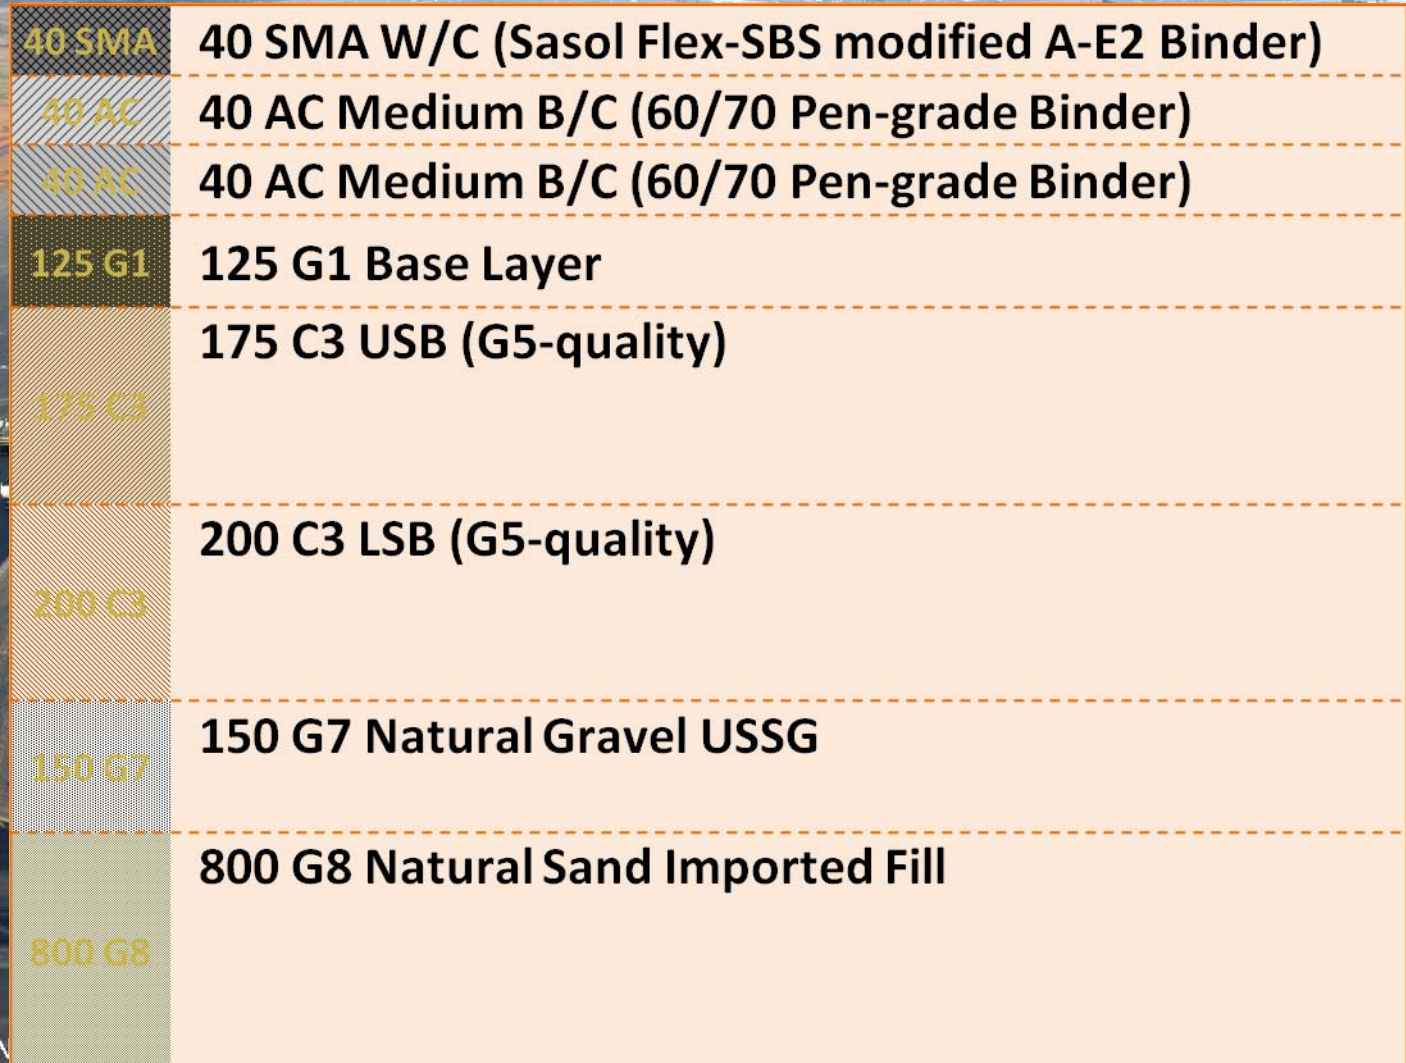 40 SMA 40 SMA W/C (Sasol Flex-SBS modified A-E2 Binder)
40 AC 40 AC Medium B/C (60/70 Pen-grade Binder)
40 AC 40 AC Medium B/C (60/70 Pen-grade Binder)
125 G1 125 G1 Base Layer
175 C3 USB (G5-quality)
175 C3
200 C3 LSB (G5-quality)
200 C3
150 G7 Natural Gravel USSG
150 G7
800 G8 Natural Sand Imported Fill
800 G8